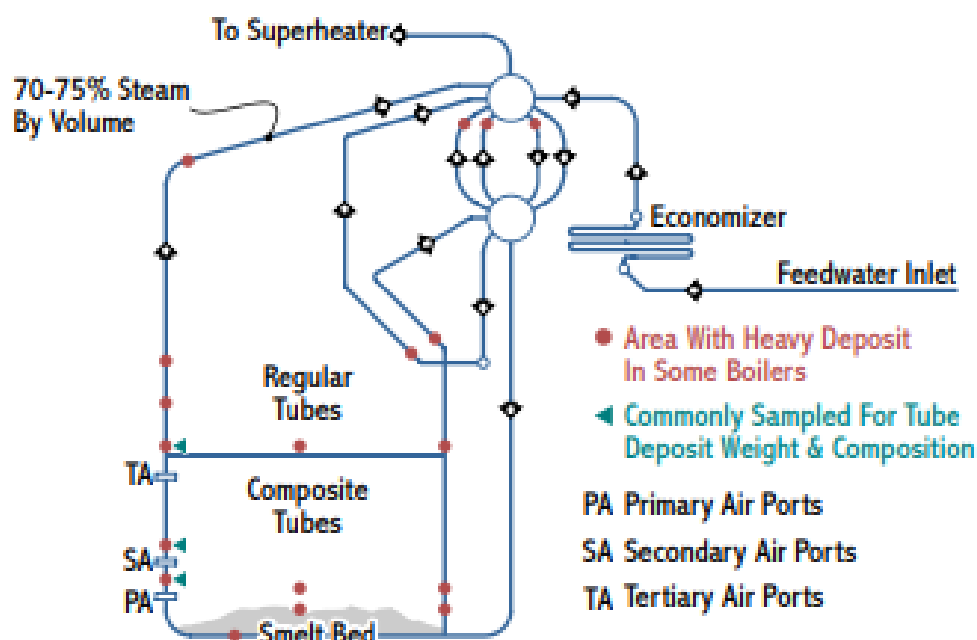 To Superheater
70-75% Steam
By Volume
Economizer
Feedwater Inlet
Area With Heavy Deposit
In Some Boilers
Regular
Tubes
Commonly Sampled For Tube
Deposit Weight & Composition
TA
Composite
Tubes
PA Primary Air Ports
SA
SA Secondary Air Ports
PA
TA Tertiary Air Ports
Smelt Bed